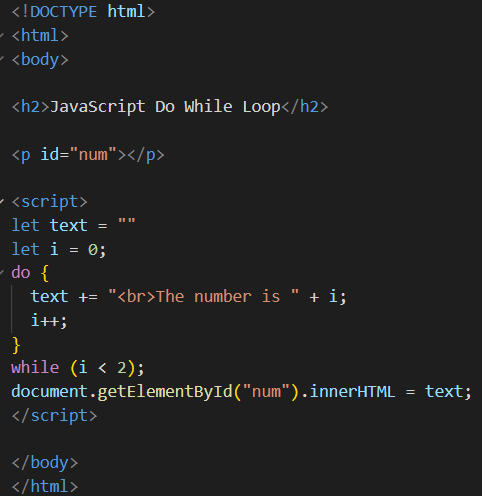 <!DOCTYPE html>
<html>
<body>
<h2>JavaScript Do While Loop</h2>
<p id="num"></p>
<script>
let text = ""
let i = 0;
do {
text += "<br>The number is " + i;
i++;
}
while (i < 2);
document.getElementById("num").innerHTML = text;
</script>
</body>
</html>